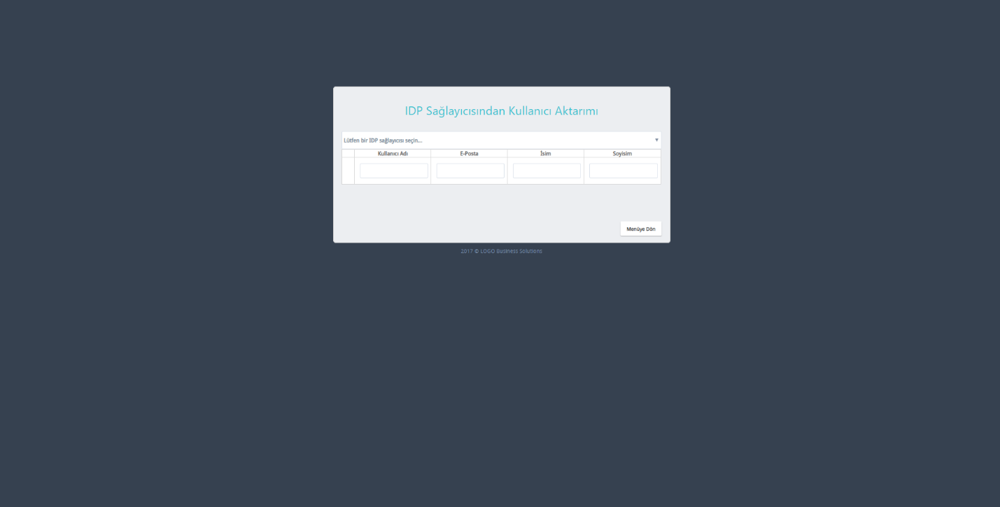 IDP Sağlayıcısından Kullanıcı Aktarımı
Lütfen bir IDP sağlayıcısı seçin...
Kullanıcı Adı E-Posta İsim Soyisim
Menüye Dön
2017 © LOGO Business Solutions